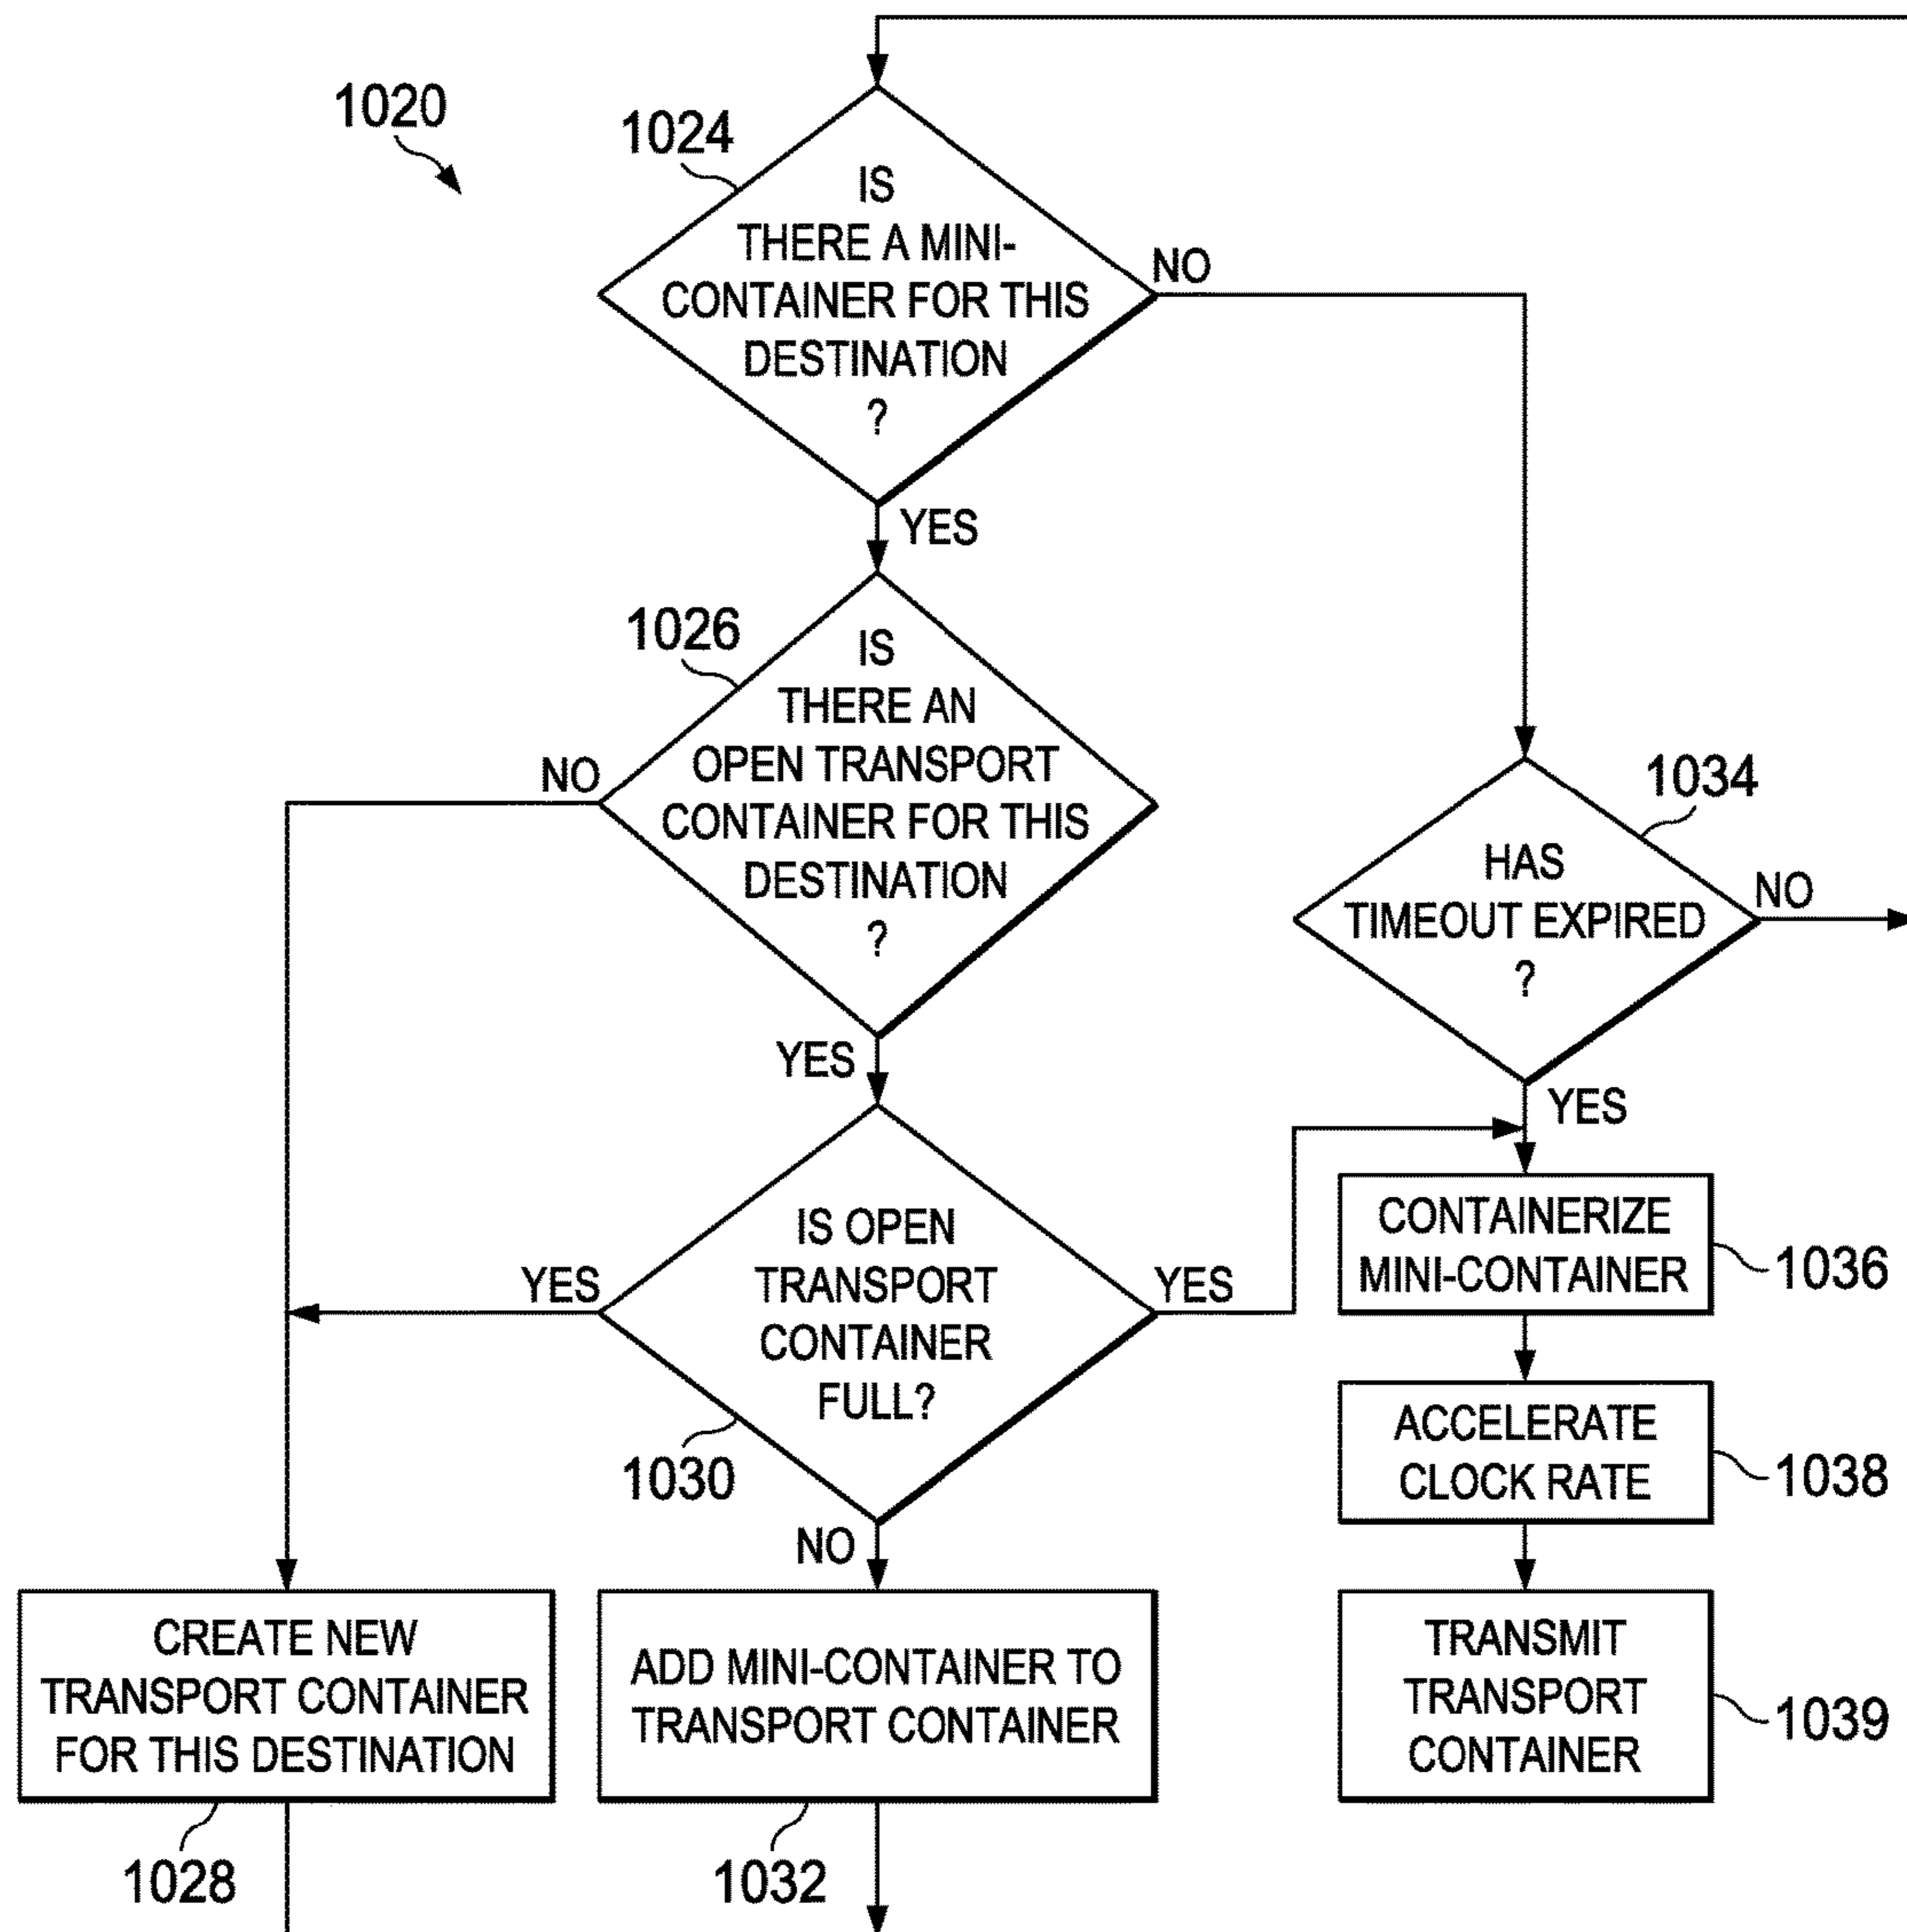 1020
1024
IS
THERE A MINI-
CONTAINER FOR THIS
DESTINATION
?
NO
YES
1026
IS
THERE AN
OPEN TRANSPORT
CONTAINER FOR THIS
DESTINATION
?
NO
YES
1034
HAS
TIMEOUT EXPIRED
?
NO
YES
IS OPEN
TRANSPORT
CONTAINER
FULL?
YES
YES
1030
NO
CONTAINERIZE
MINI-CONTAINER
1036
ACCELERATE
CLOCK RATE
1038
CREATE NEW
TRANSPORT CONTAINER
FOR THIS DESTINATION
1028
ADD MINI-CONTAINER TO
TRANSPORT CONTAINER
1032
TRANSMIT
TRANSPORT
CONTAINER
1039